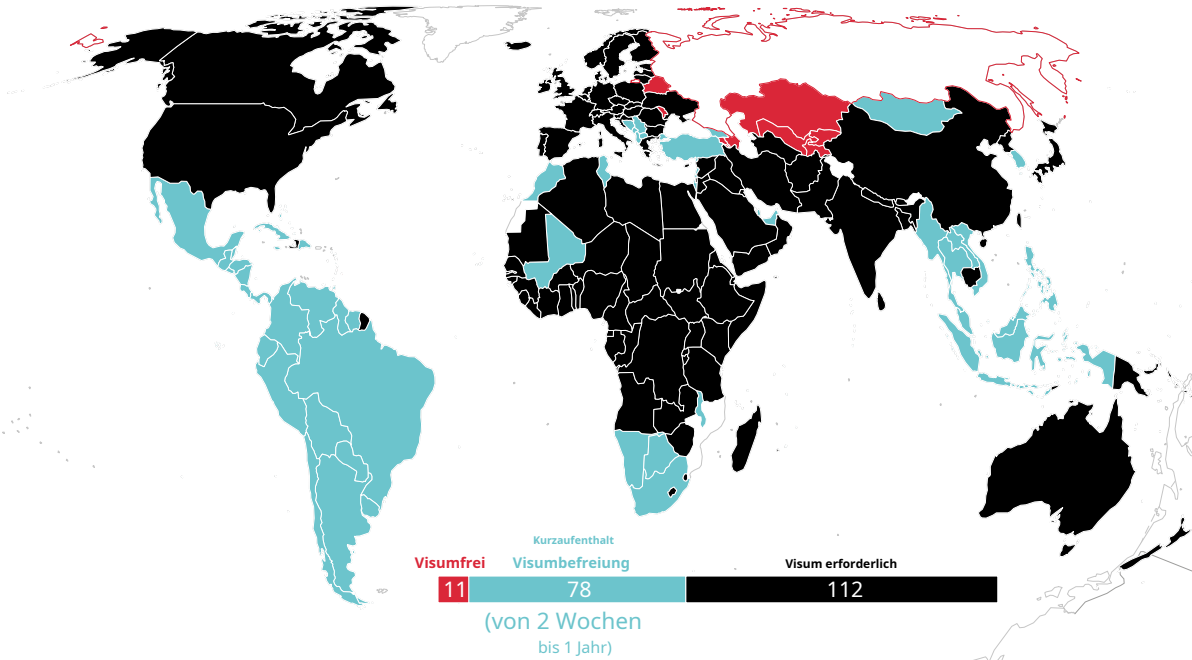 Kurzaufenthalt
Visumfrei Visumbefreiung Visum erforderlich
11 78 112
(von 2 Wochen
bis 1 Jahr)